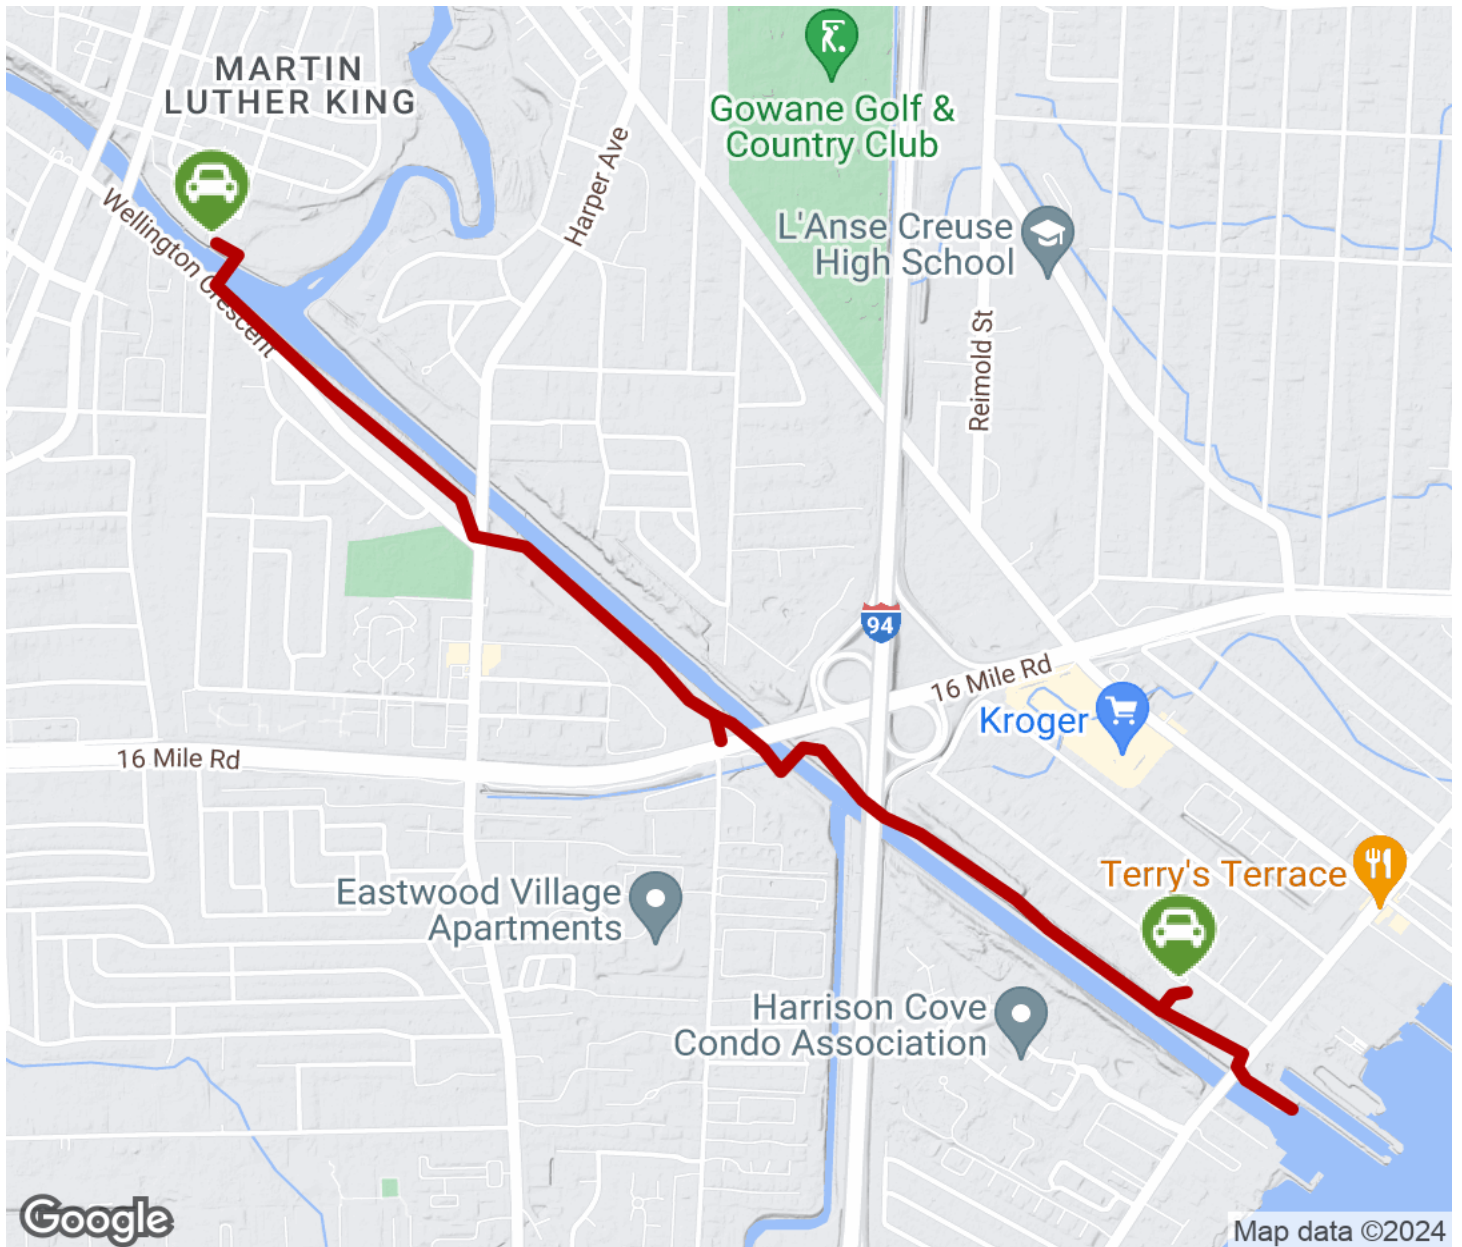 MARTIN
LUTHER KING
Gowane Golf &
Country Club
Harper Ave
Wellington Crescent
L'Anse Creuse
High School
Reimold St
94
16 Mile Rd
Kroger
16 Mile Rd
Terry's Terrace
Eastwood Village
Apartments
Harrison Cove
Condo Association
Google
Map data ©2024